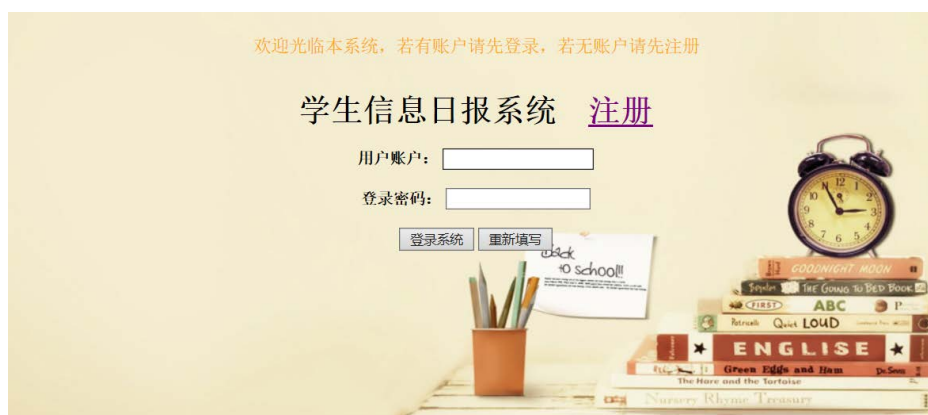 欢迎光临本系统，若有账户请先登录，若无账户请先注册
学生信息日报系统 注册
用户账户：
登录密码：
登录系统 重新填写
Back
to school!!
GOODNIGHT MOON
THE GOING TO BED BOOK
FIRST ABC P
Quiet LOUD
ENGLISE
Green Eggs and Ham Dr. Seuss
The Hare and the Tortoise
Nursery Rhyme Treasury